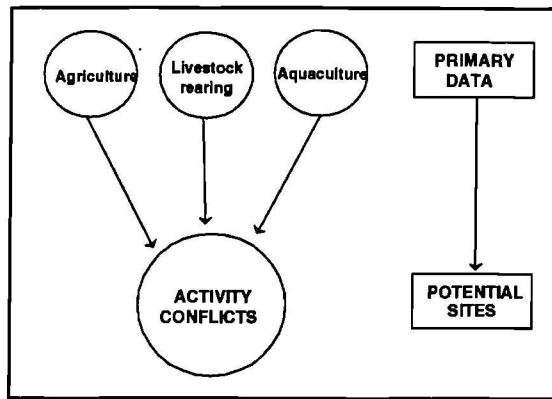 Agriculture
Livestock
rearing
Aquaculture
PRIMARY
DATA
ACTIVITY
CONFLICTS
POTENTIAL
SITES